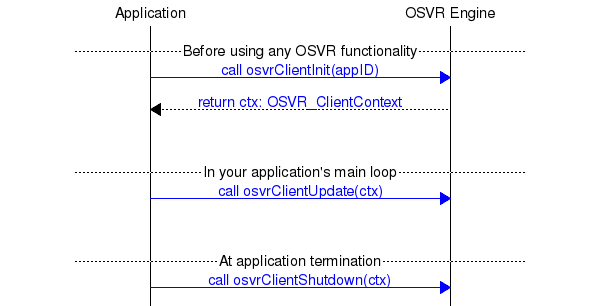 Application
OSVR Engine
Before using any OSVR functionality
call osvrClientInit(appID)
return ctx: OSVR_ClientContext
In your application's main loop
call osvrClientUpdate(ctx)
At application termination
call osvrClientShutdown(ctx)